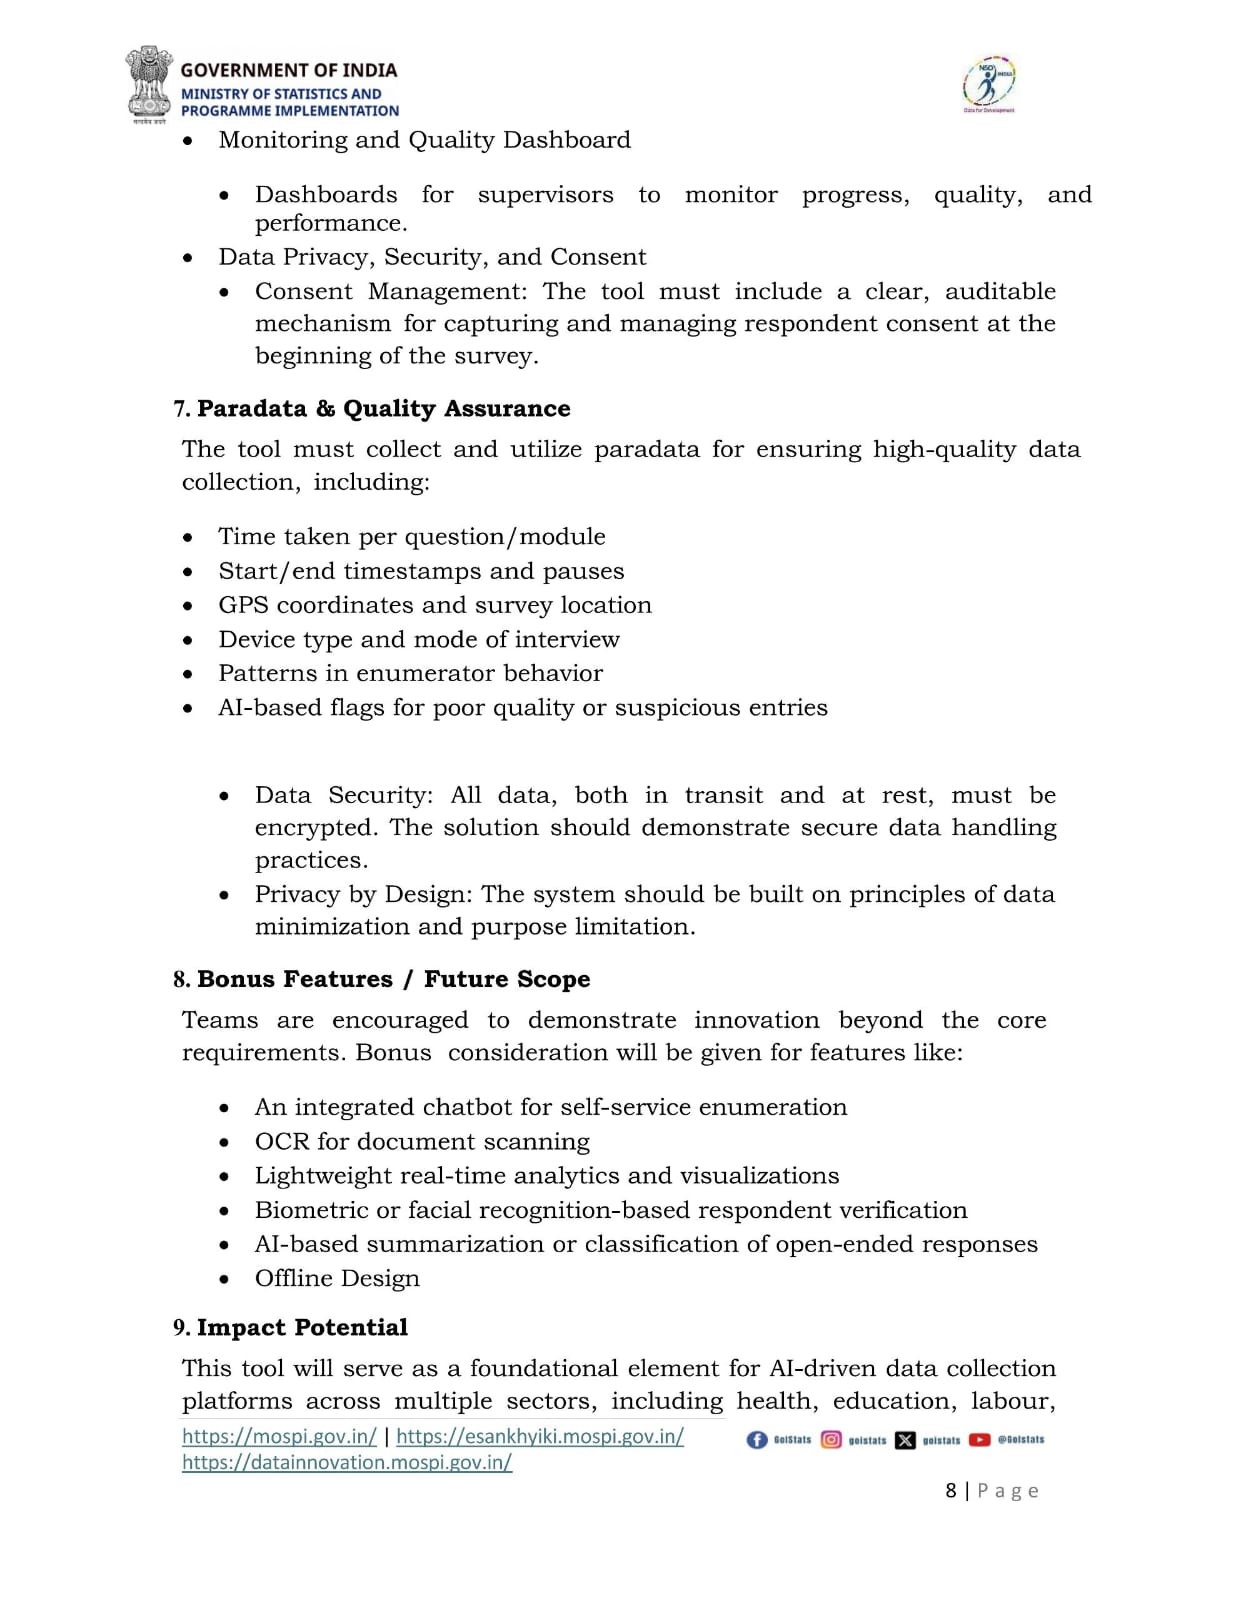 GOVERNMENT OF INDIA
MINISTRY OF STATISTICS AND
PROGRAMME IMPLEMENTATION
सत्यमेव जयते
NSO
INDIA
Data for Development
• Monitoring and Quality Dashboard
• Dashboards for supervisors to monitor progress, quality, and
performance.
• Data Privacy, Security, and Consent
• Consent Management: The tool must include a clear, auditable
mechanism for capturing and managing respondent consent at the
beginning of the survey.
7. Paradata & Quality Assurance
The tool must collect and utilize paradata for ensuring high-quality data
collection, including:
• Time taken per question/module
• Start/end timestamps and pauses
• GPS coordinates and survey location
• Device type and mode of interview
• Patterns in enumerator behavior
• AI-based flags for poor quality or suspicious entries
• Data Security: All data, both in transit and at rest, must be
encrypted. The solution should demonstrate secure data handling
practices.
• Privacy by Design: The system should be built on principles of data
minimization and purpose limitation.
8. Bonus Features / Future Scope
Teams are encouraged to demonstrate innovation beyond the core
requirements. Bonus consideration will be given for features like:
• An integrated chatbot for self-service enumeration
• OCR for document scanning
• Lightweight real-time analytics and visualizations
• Biometric or facial recognition-based respondent verification
• AI-based summarization or classification of open-ended responses
• Offline Design
9. Impact Potential
This tool will serve as a foundational element for AI-driven data collection
platforms across multiple sectors, including health, education, labour,
https://mospi.gov.in/ | https://esankhyiki.mospi.gov.in/
GoIStats goistats goistats @GoIstats
https://datainnovation.mospi.gov.in/
8 | Page